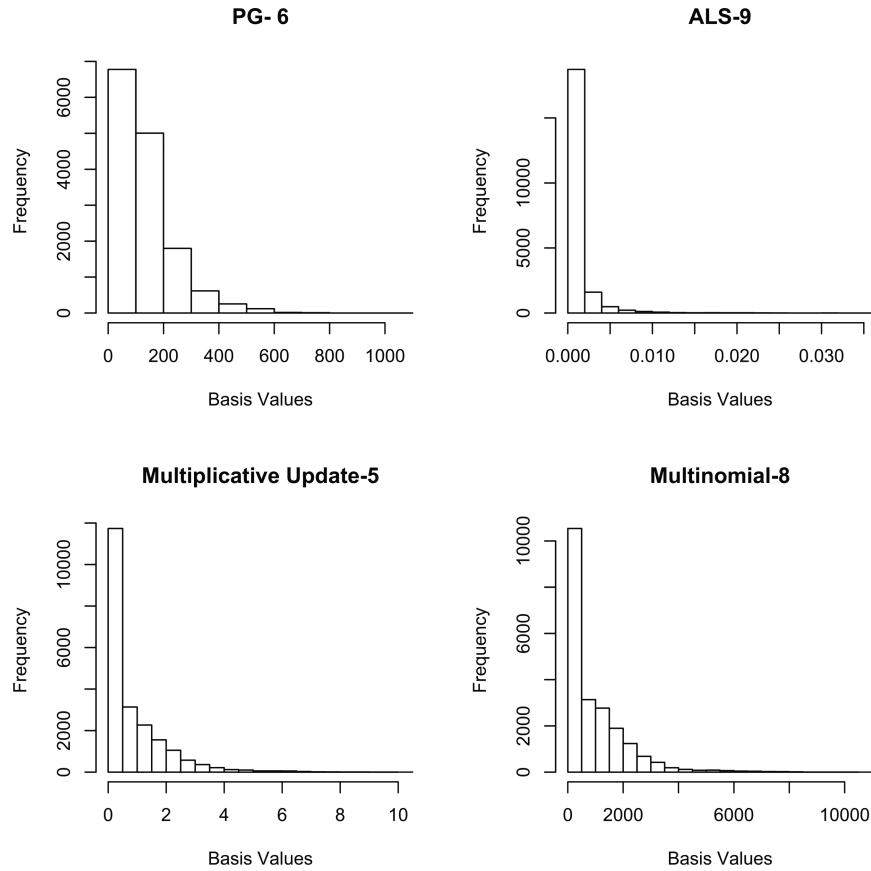 PG- 6
Frequency
0 2000 4000 6000
0 200 400 600 800 1000
Basis Values
ALS-9
Frequency
0 5000 10000
0.000 0.010 0.020 0.030
Basis Values
Multiplicative Update-5
Frequency
0 2000 6000 10000
0 2 4 6 8 10
Basis Values
Multinomial-8
Frequency
0 2000 6000 10000
0 2000 6000 10000
Basis Values